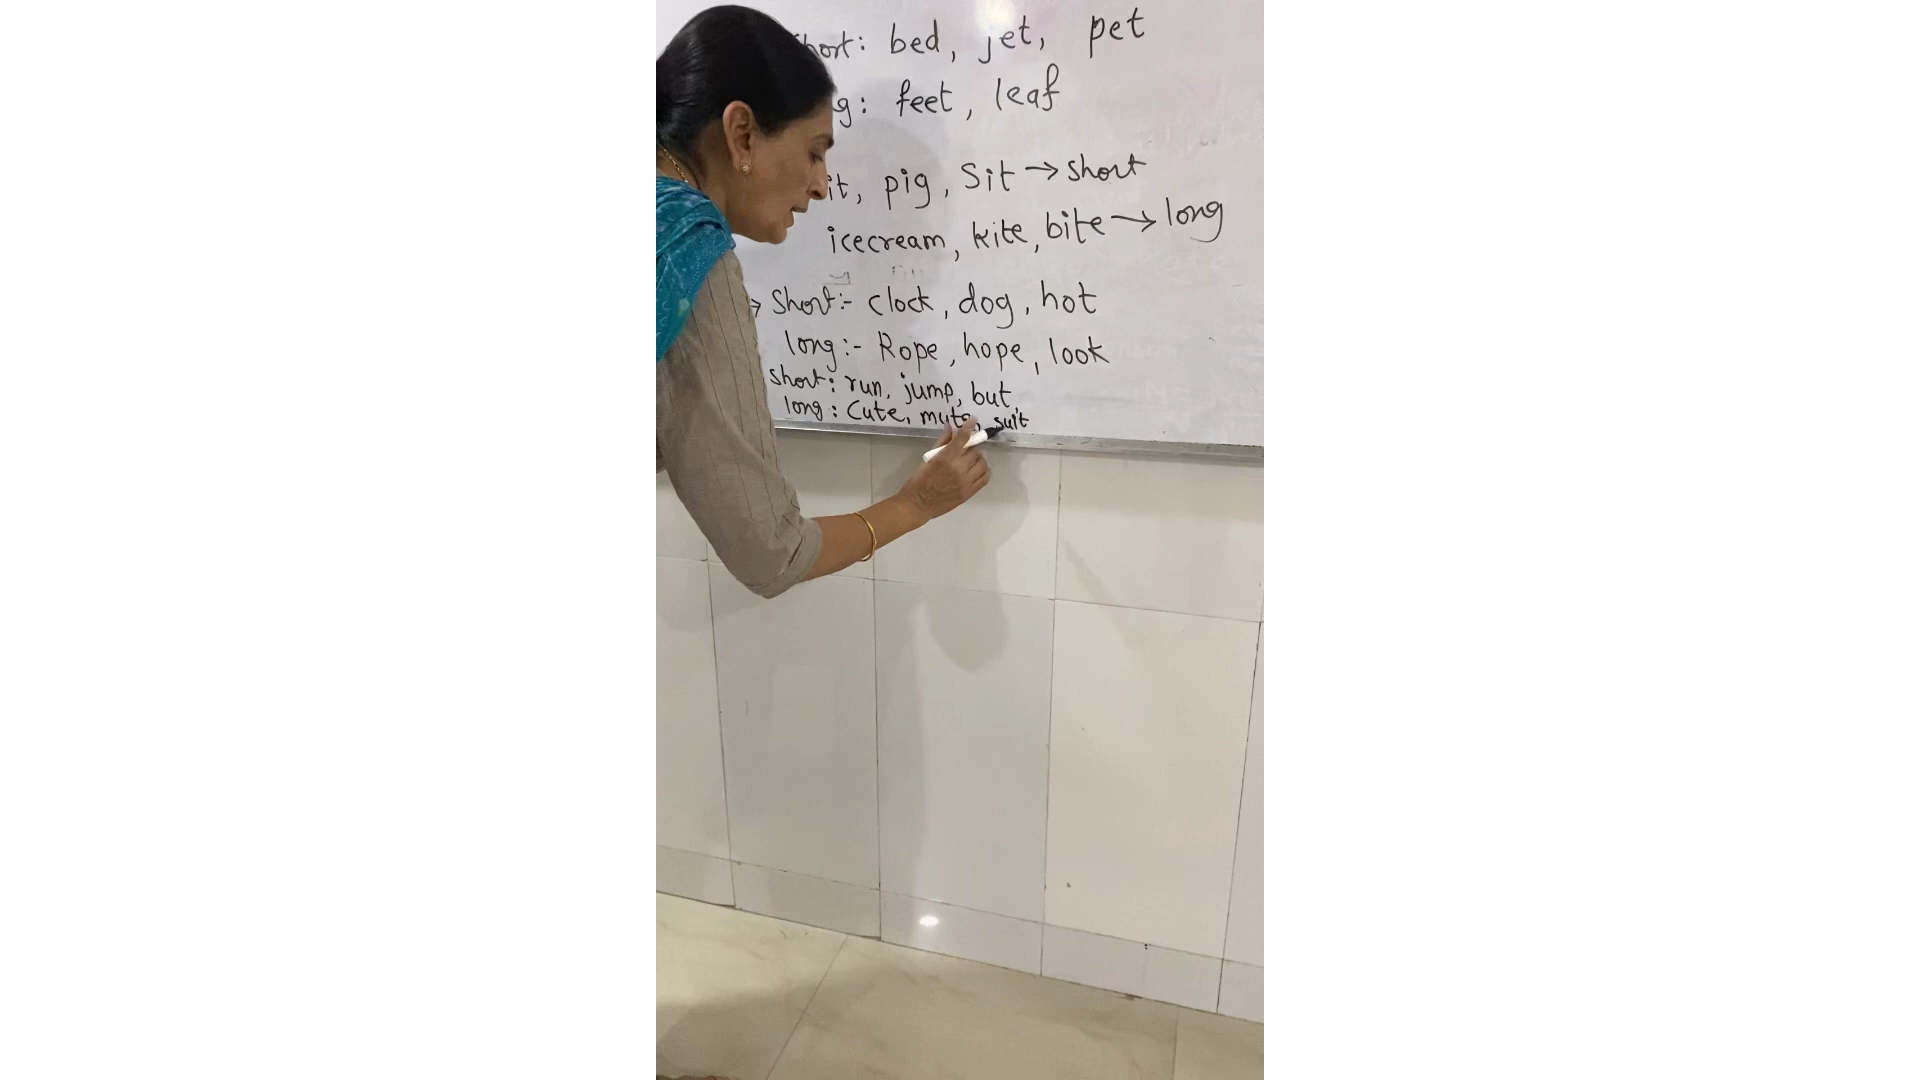 short: bed, jet, pet
g: feet, leaf
it, pig, Sit → short
icecream, kite, bite → long
→ Short:- clock, dog, hot
long:- Rope, hope, look
short: run, jump, but,
long: Cute, mute, suit